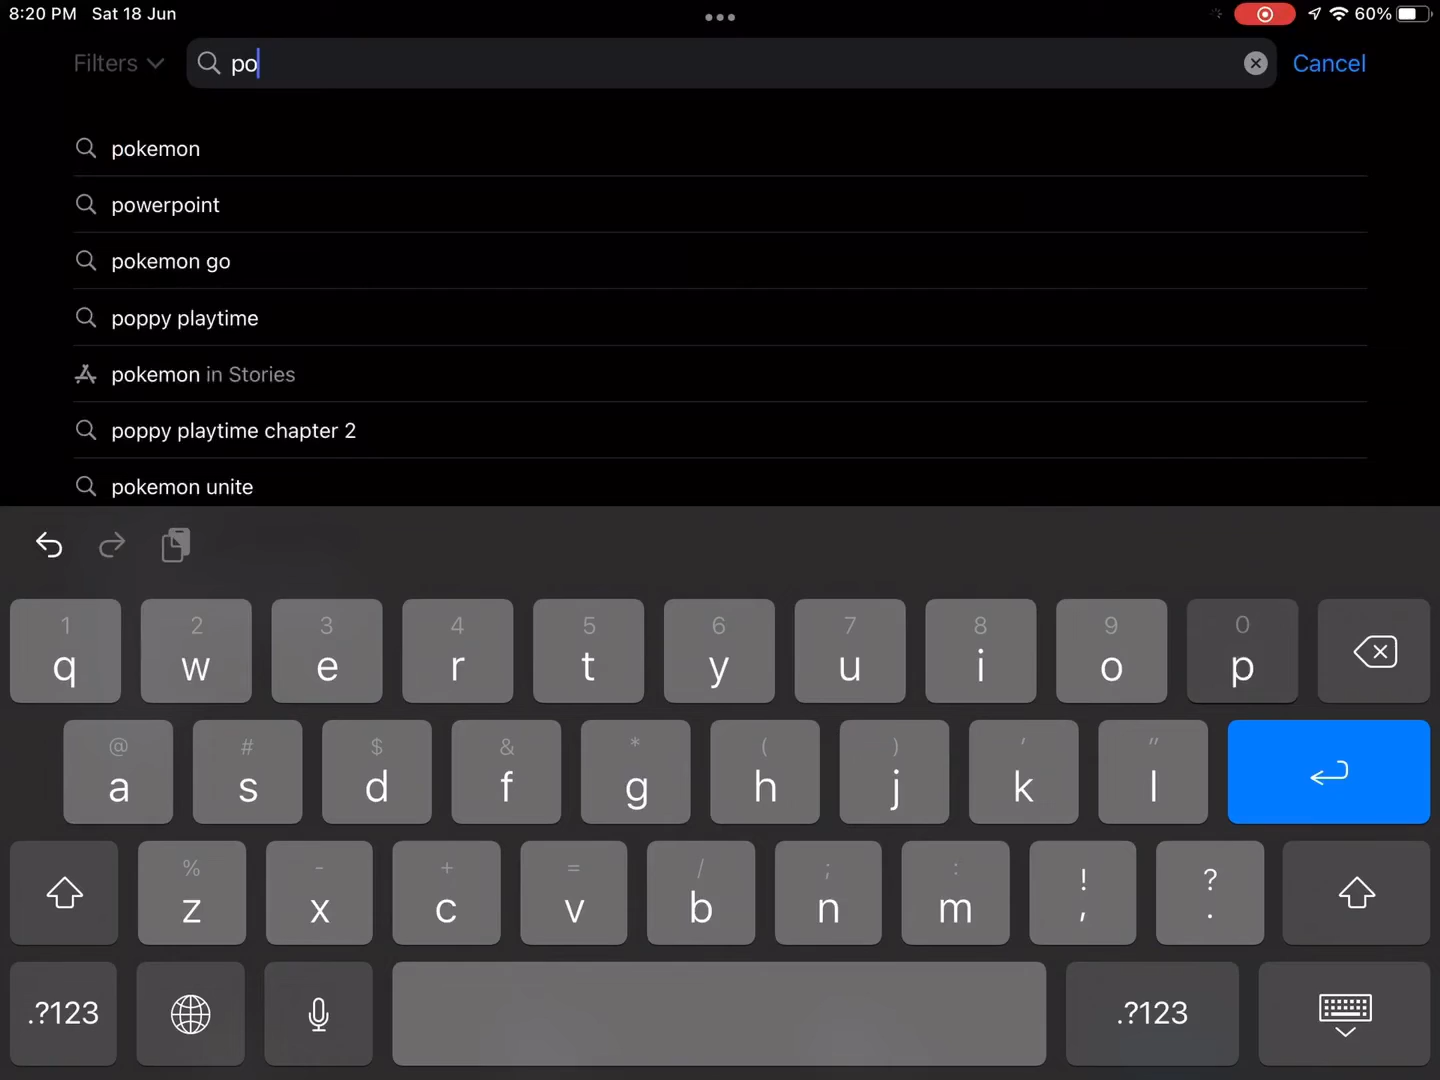 8:20 PM Sat 18 Jun 60%
Filters po Cancel
pokemon
powerpoint
pokemon go
poppy playtime
pokemon in Stories
poppy playtime chapter 2
pokemon unite
1 2 3 4 5 6 7 8 9 0
q w e r t y u i o p
@ # $ & * ( ) ' "
a s d f g h j k l
% - + = / ; : ! ?
z x c v b n m , .
.?123 .?123